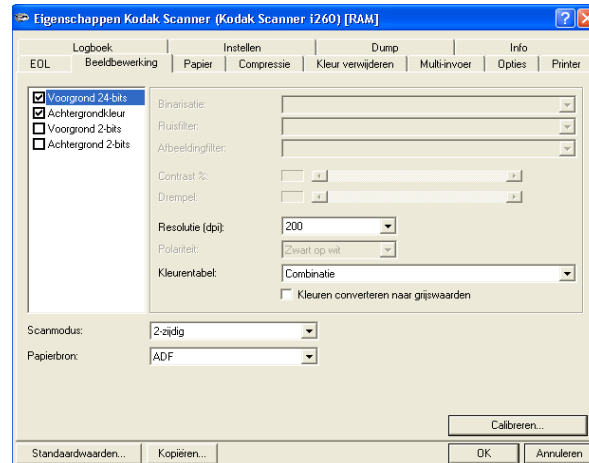 Eigenschappen Kodak Scanner (Kodak Scanner i260) [RAM]
Logboek Instellen Dump Info
EOL Beeldbewerking Papier Compressie Kleur verwijderen Multi-invoer Opties Printer
Voorgrond 24-bits
Achtergrondkleur
Voorgrond 2-bits
Achtergrond 2-bits
Binarisatie:
Ruisfilter:
Afbeeldingfilter:
Contrast %:
Drempel:
Resolutie (dpi): 200
Polariteit: Zwart op wit
Kleurentabel: Combinatie
Kleuren converteren naar grijswaarden
Scanmodus: 2-zijdig
Papierbron: ADF
Calibreren...
Standaardwaarden... Kopiëren... OK Annuleren